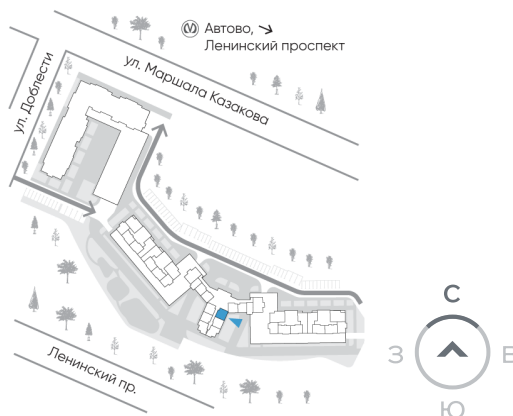 Автово, ↘
Ленинский проспект
ул. Маршала Казакова
ул. Доблести
Ленинский пр.
С
З
В
Ю